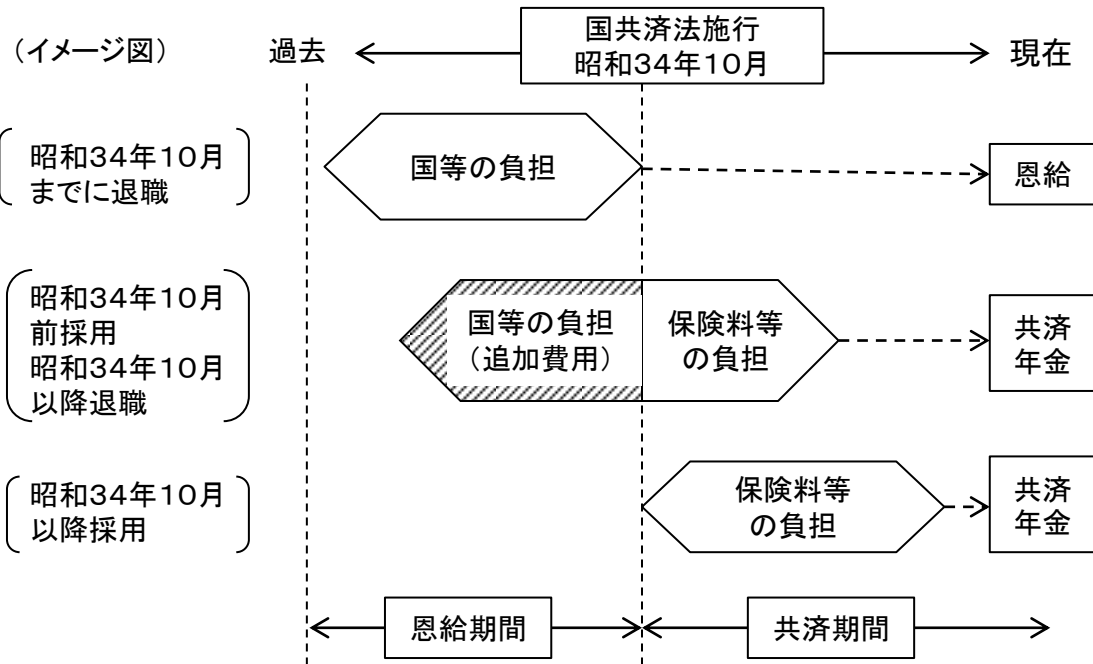 (イメージ図)
過去
国共済法施行
昭和34年10月
現在
昭和34年10月
までに退職
国等の負担
恩給
昭和34年10月
前採用
昭和34年10月
以降退職
国等の負担
(追加費用)
保険料等
の負担
共済
年金
昭和34年10月
以降採用
保険料等
の負担
共済
年金
恩給期間
共済期間